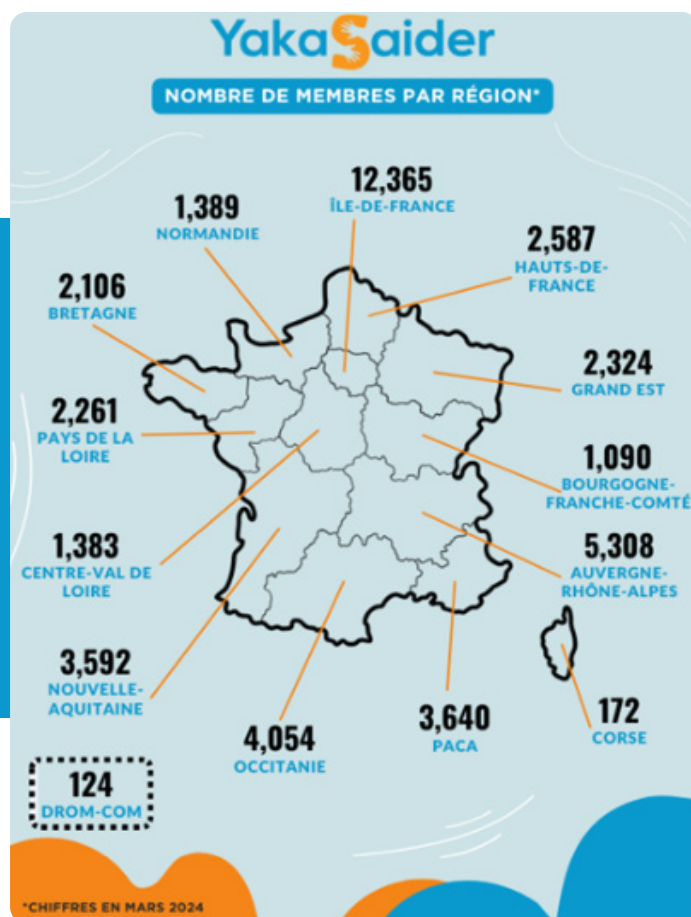 YakaSaider
NOMBRE DE MEMBRES PAR RÉGION*
12,365
ÎLE-DE-FRANCE
1,389
NORMANDIE
2,587
HAUTS-DE-
FRANCE
2,106
BRETAGNE
2,324
GRAND EST
2,261
PAYS DE LA
LOIRE
1,090
BOURGOGNE-
FRANCHE-COMTÉ
1,383
CENTRE-VAL DE
LOIRE
5,308
AUVERGNE-
RHÔNE-ALPES
3,592
NOUVELLE-
AQUITAINE
4,054
OCCITANIE
3,640
PACA
172
CORSE
124
DROM-COM
*CHIFFRES EN MARS 2024